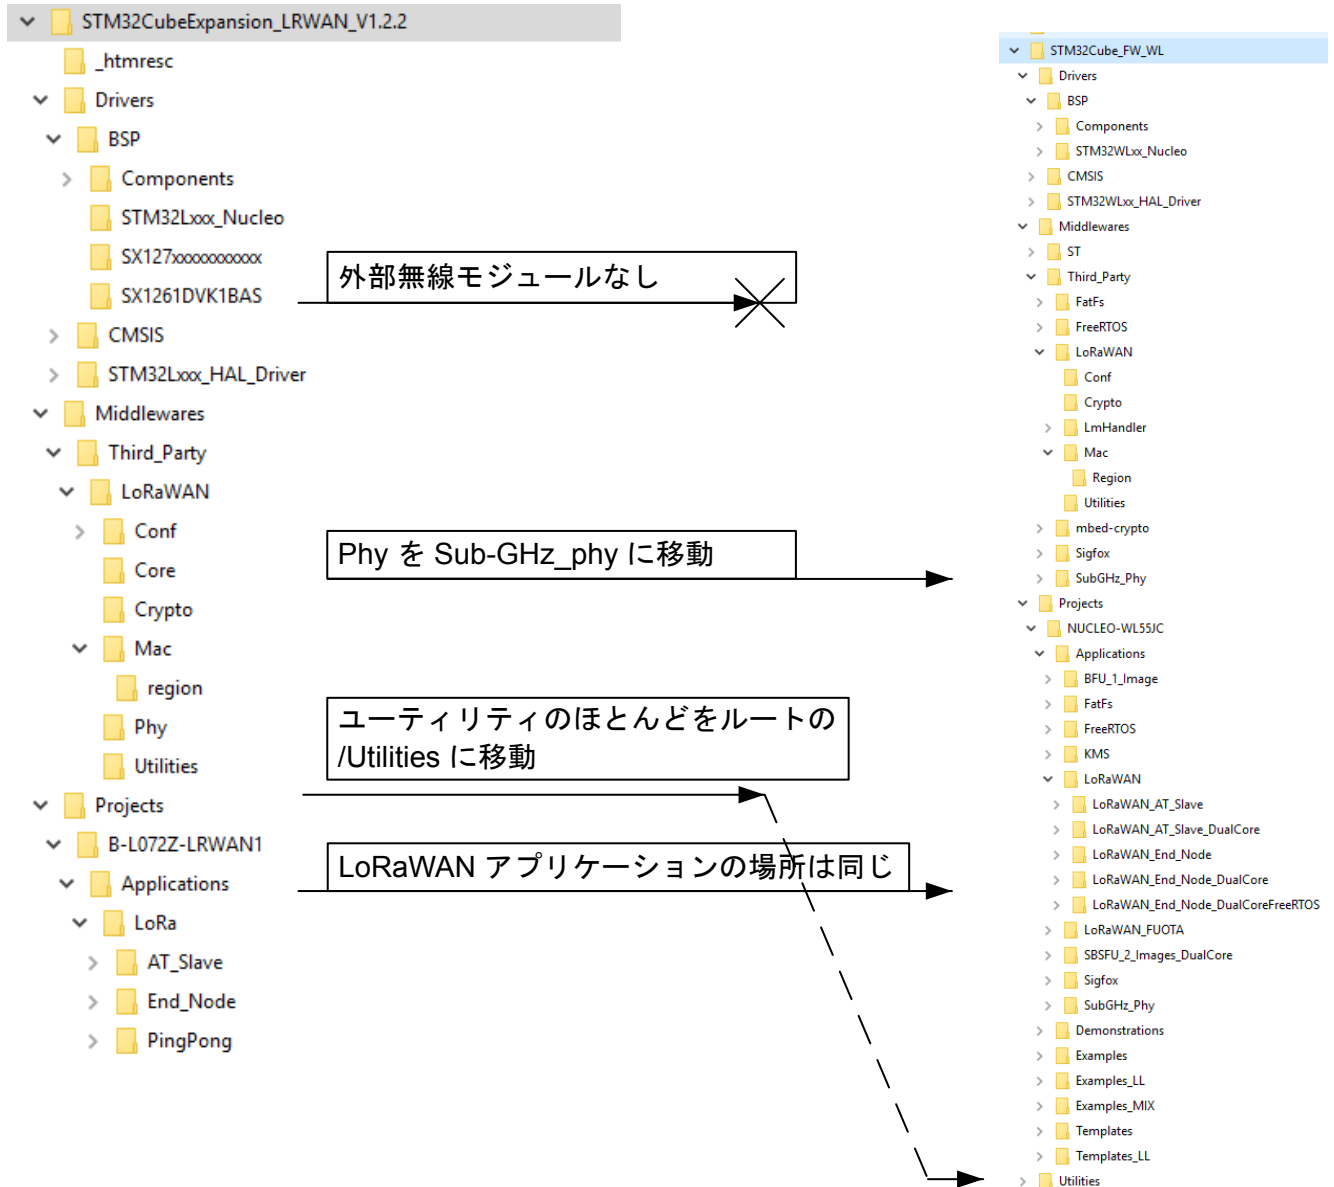 STM32CubeExpansion_LRWAN_V1.2.2
_htmresc
Drivers
BSP
Components
STM32Lxxx_Nucleo
SX127xxxxxxxxxxx
SX1261DVK1BAS
CMSIS
STM32Lxxx_HAL_Driver
Middlewares
Third_Party
LoRaWAN
Conf
Core
Crypto
Mac
region
Phy
Utilities
Projects
B-L072Z-LRWAN1
Applications
LoRa
AT_Slave
End_Node
PingPong
外部無線モジュールなし
Phy を Sub-GHz_phy に移動
ユーティリティのほとんどをルートの
/Utilities に移動
LoRaWAN アプリケーションの場所は同じ
STM32Cube_FW_WL
Drivers
BSP
Components
STM32WLxx_Nucleo
CMSIS
STM32WLxx_HAL_Driver
Middlewares
ST
Third_Party
FatFs
FreeRTOS
LoRaWAN
Conf
Crypto
LmHandler
Mac
Region
Utilities
mbed-crypto
Sigfox
SubGHz_Phy
Projects
NUCLEO-WL55JC
Applications
BFU_1_Image
FatFs
FreeRTOS
KMS
LoRaWAN
LoRaWAN_AT_Slave
LoRaWAN_AT_Slave_DualCore
LoRaWAN_End_Node
LoRaWAN_End_Node_DualCore
LoRaWAN_End_Node_DualCoreFreeRTOS
LoRaWAN_FUOTA
SBSFU_2_Images_DualCore
Sigfox
SubGHz_Phy
Demonstrations
Examples
Examples_LL
Examples_MIX
Templates
Templates_LL
Utilities